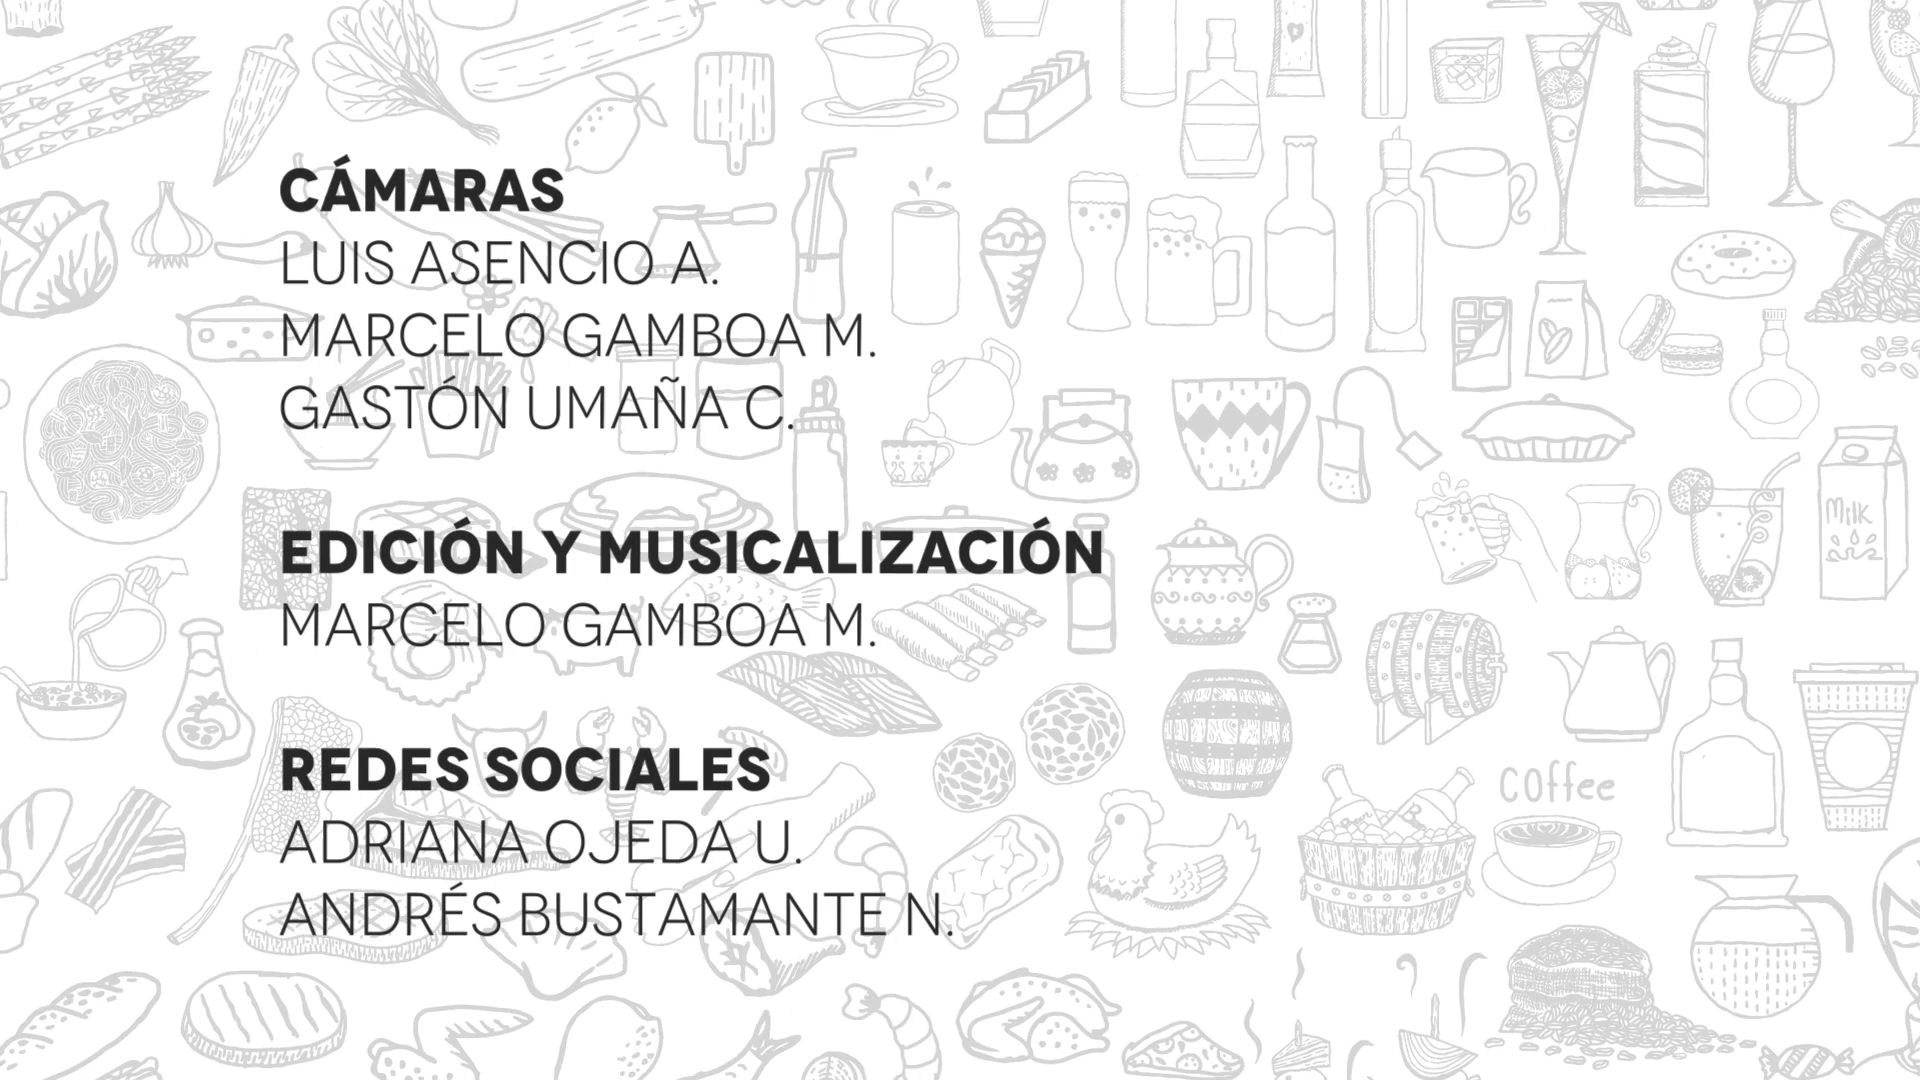 CÁMARAS
LUIS ASENCIO A.
MARCELO GAMBOA M.
GASTÓN UMAÑA C.
EDICIÓN Y MUSICALIZACIÓN
MARCELO GAMBOA M.
REDES SOCIALES
ADRIANA OJEDA U.
ANDRÉS BUSTAMANTE N.
Milk
Coffee